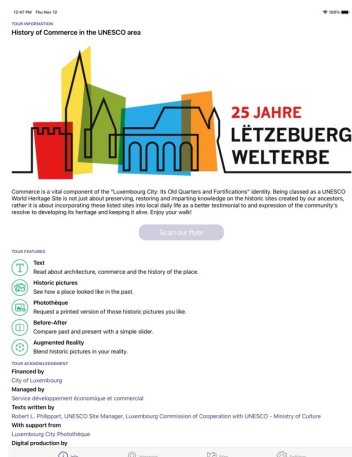 12:47 PM Thu Nov 12
100%
TOUR INFORMATION
History of Commerce in the UNESCO area
25 JAHRE
LËTZEBUERG
WELTERBE
Commerce is a vital component of the "Luxembourg City: Its Old Quarters and Fortifications" identity. Being classed as a UNESCO
World Heritage Site is not just about preserving, restoring and imparting knowledge on the historic sites created by our ancestors,
rather it is about incorporating these listed sites into local daily life as a better testimonial to and expression of the community's
resolve to developing its heritage and keeping it alive. Enjoy your walk!
Scan our flyer
TOUR FEATURES
Text
Read about architecture, commerce and the history of the place.
Historic pictures
See how a place looked like in the past.
Photothèque
Request a printed version of those historic pictures you like.
Before-After
Compare past and present with a simple slider.
Augmented Reality
Blend historic pictures in your reality.
TOUR ACKNOWLEDGEMENT
Financed by
City of Luxembourg
Managed by
Service développement économique et commercial
Texts written by
Robert L. Philippart, UNESCO Site Manager, Luxembourg Commission of Cooperation with UNESCO - Ministry of Culture
With support from
Luxembourg City Photothèque
Digital production by